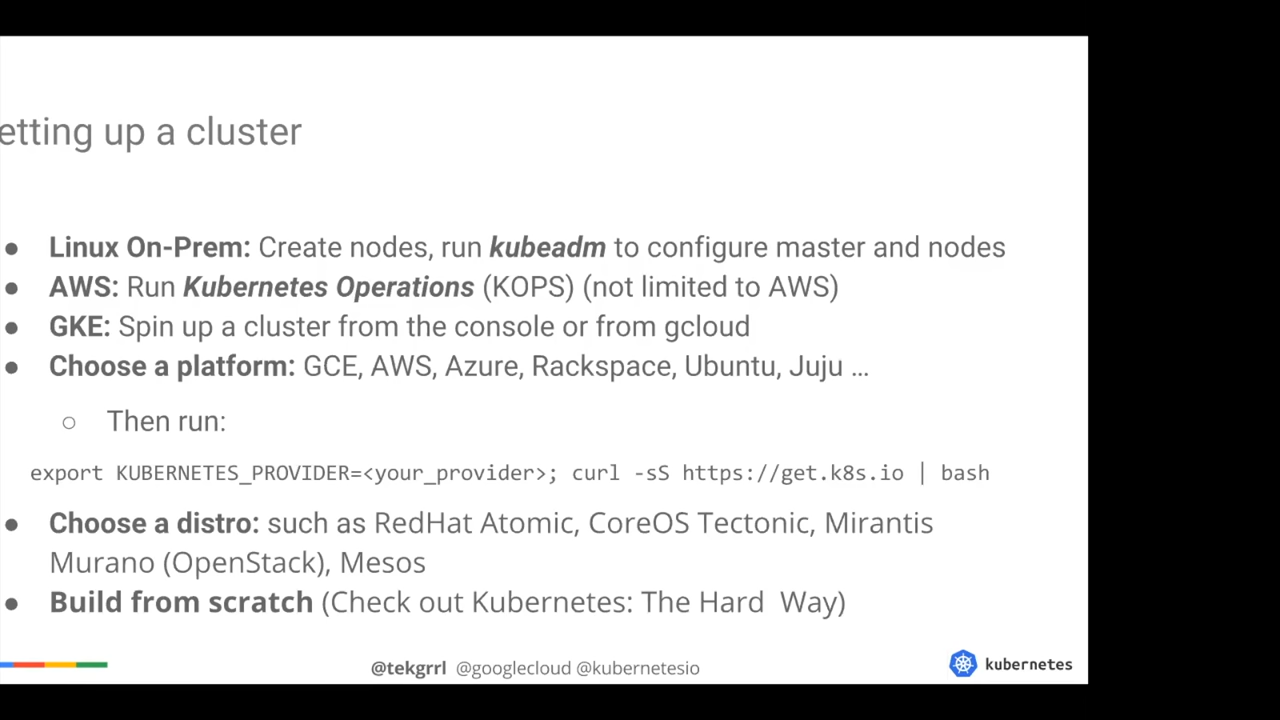 etting up a cluster
● Linux On-Prem: Create nodes, run kubeadm to configure master and nodes
● AWS: Run Kubernetes Operations (KOPS) (not limited to AWS)
● GKE: Spin up a cluster from the console or from gcloud
● Choose a platform: GCE, AWS, Azure, Rackspace, Ubuntu, Juju ...
○ Then run:
export KUBERNETES_PROVIDER=<your_provider>; curl -sS https://get.k8s.io | bash
● Choose a distro: such as RedHat Atomic, CoreOS Tectonic, Mirantis
Murano (OpenStack), Mesos
● Build from scratch (Check out Kubernetes: The Hard Way)
@tekgrrl @googlecloud @kubernetesio
kubernetes